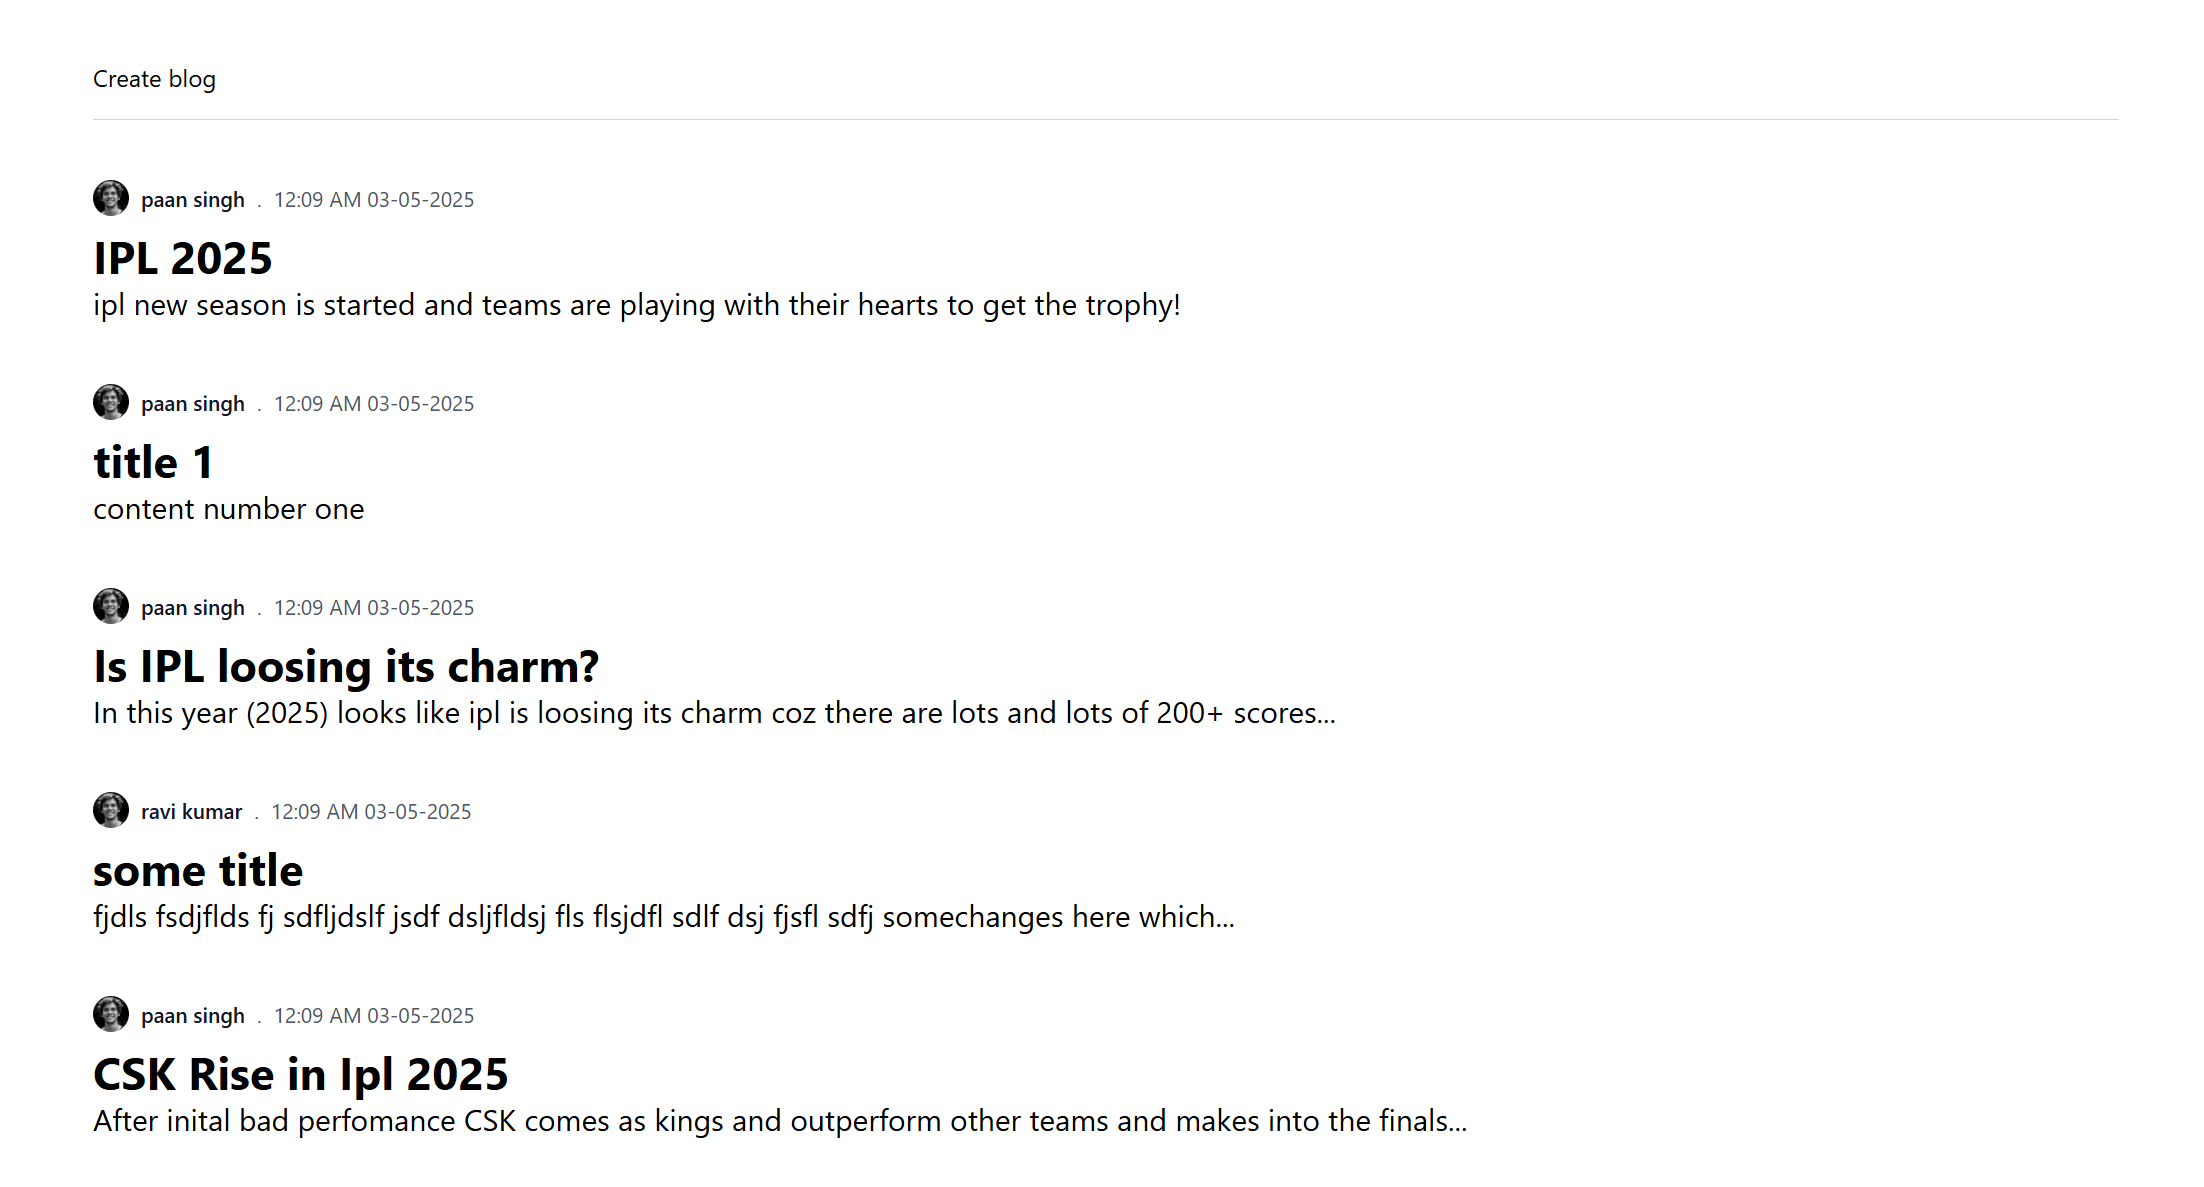 Create blog
paan singh . 12:09 AM 03-05-2025
IPL 2025
ipl new season is started and teams are playing with their hearts to get the trophy!
paan singh . 12:09 AM 03-05-2025
title 1
content number one
paan singh . 12:09 AM 03-05-2025
Is IPL loosing its charm?
In this year (2025) looks like ipl is loosing its charm coz there are lots and lots of 200+ scores...
ravi kumar . 12:09 AM 03-05-2025
some title
fjdls fsdjflds fj sdfljdslf jsdf dsljfldsj fls flsjdfl sdlf dsj fjsfl sdfj somechanges here which...
paan singh . 12:09 AM 03-05-2025
CSK Rise in Ipl 2025
After inital bad perfomance CSK comes as kings and outperform other teams and makes into the finals...